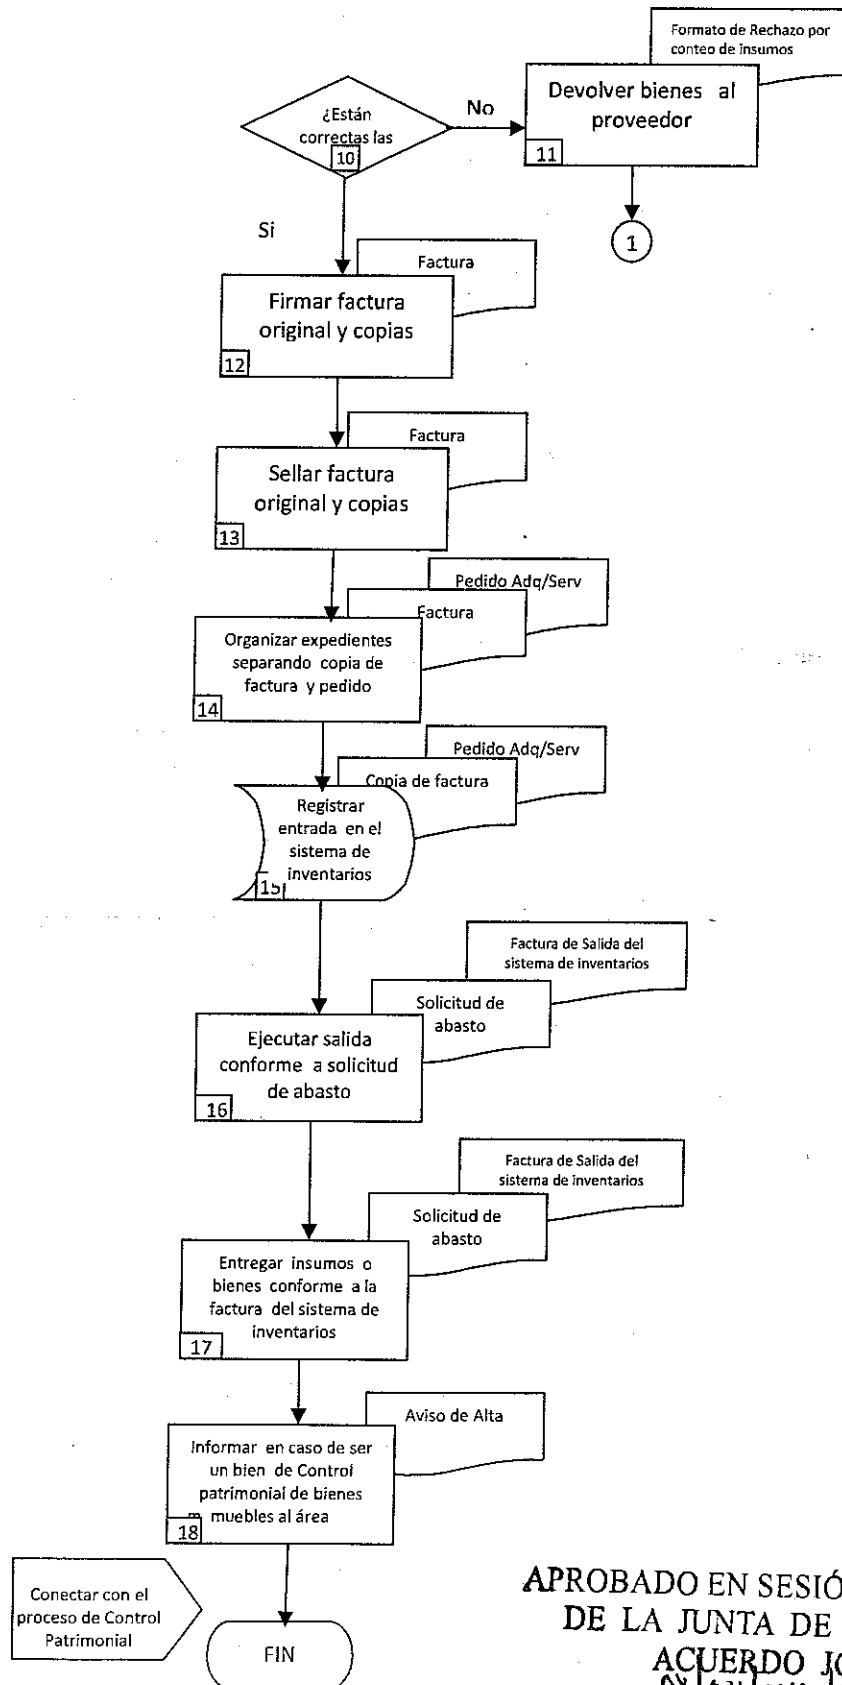 Formato de Rechazo por
conteo de insumos
Devolver bienes al
proveedor
11
¿Están
correctas las
10
No
Si
1
Factura
Firmar factura
original y copias
12
Factura
Sellar factura
original y copias
13
Pedido Adq/Serv
Factura
Organizar expedientes
separando copia de
factura y pedido
14
Pedido Adq/Serv
Copia de factura
Registrar
entrada en el
sistema de
inventarios
15
Factura de Salida del
sistema de inventarios
Solicitud de
abasto
Ejecutar salida
conforme a solicitud
de abasto
16
Factura de Salida del
sistema de inventarios
Solicitud de
abasto
Entregar insumos o
bienes conforme a la
factura del sistema de
inventarios
17
Aviso de Alta
Informar en caso de ser
un bien de Control
patrimonial de bienes
muebles al área
18
Conectar con el
proceso de Control
Patrimonial
FIN
APROBADO EN SESIÓ
DE LA JUNTA DE
ACUERDO